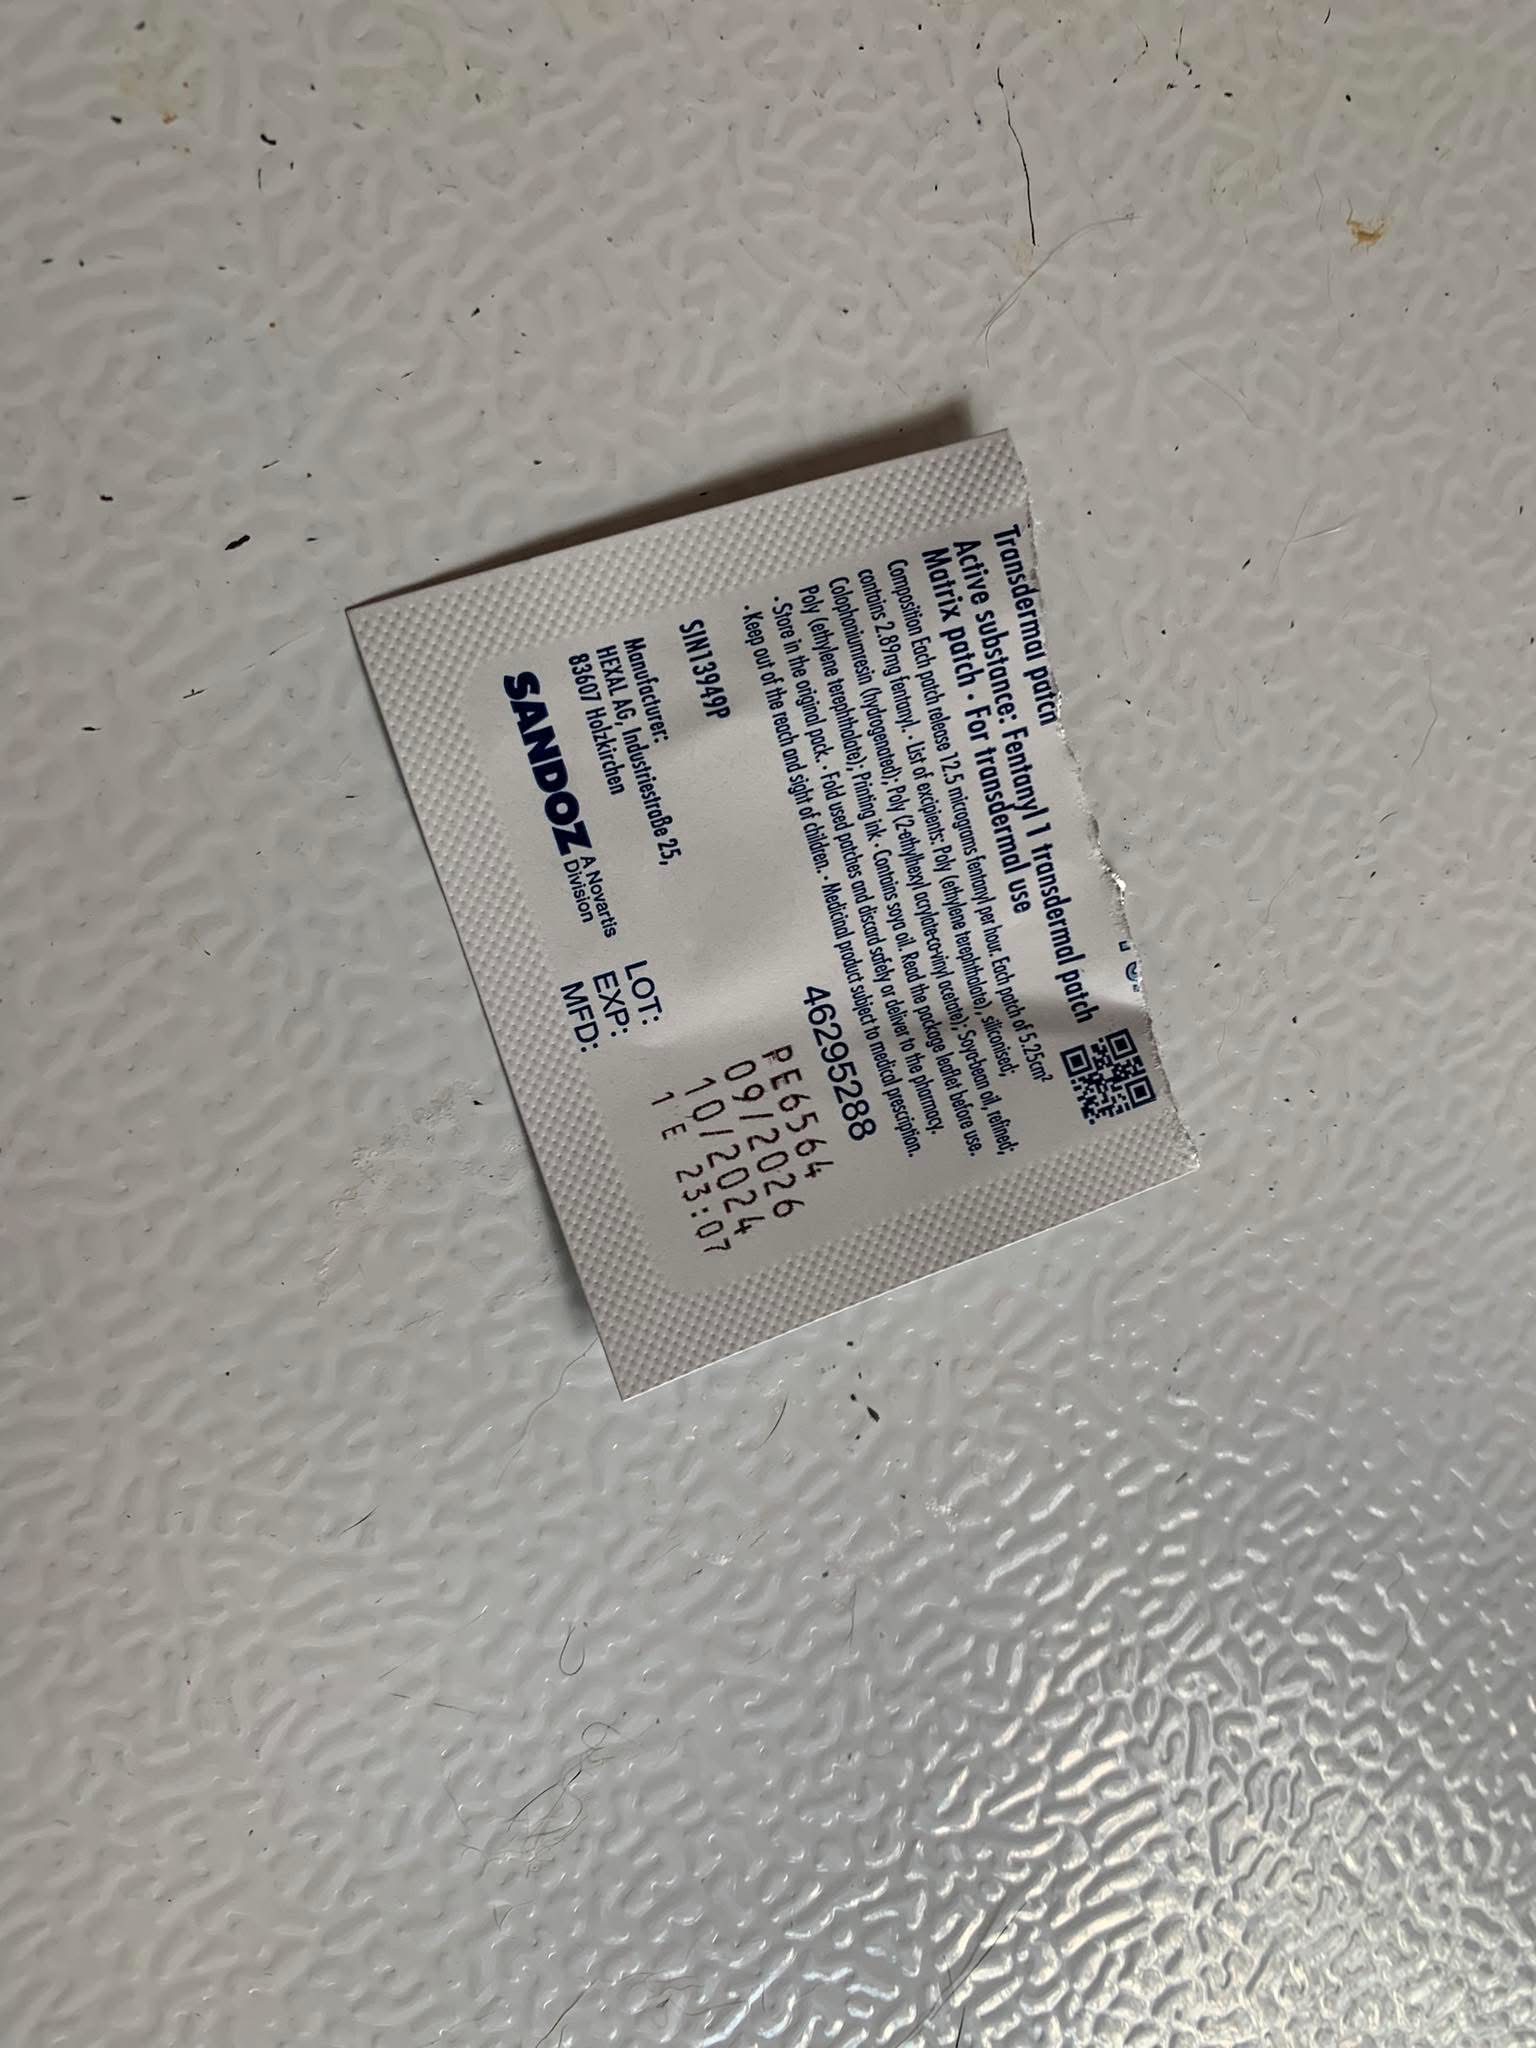 Transdermal patch
Active substance: Fentanyl 1 transdermal patch
Matrix patch · For transdermal use
Composition Each patch release 12.5 micrograms fentanyl per hour. Each patch of 5.25cm²
contains 2.89mg fentanyl. · List of excipients: Poly (ethylene terephthalate), siliconised;
Colophoniumresin (hydrogenated); Poly (2-ethylhexyl acrylate-co-vinyl acetate); Soya-bean oil, refined;
Poly (ethylene terephthalate); Printing ink · Contains soya oil. Read the package leaflet before use.
· Store in the original pack. · Fold used patches and discard safely or deliver to the pharmacy.
· Keep out of the reach and sight of children. · Medicinal product subject to medical prescription.
46295288
SIN13949P
Manufacturer:
HEXAL AG, Industriestraße 25,
83607 Holzkirchen
SANDOZ A Novartis
Division
LOT: PE6564
EXP: 09/2026
MFD: 10/2024
1 E 23:07